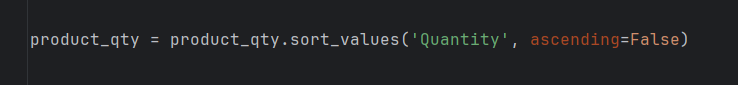 product_qty = product_qty.sort_values('Quantity', ascending=False)